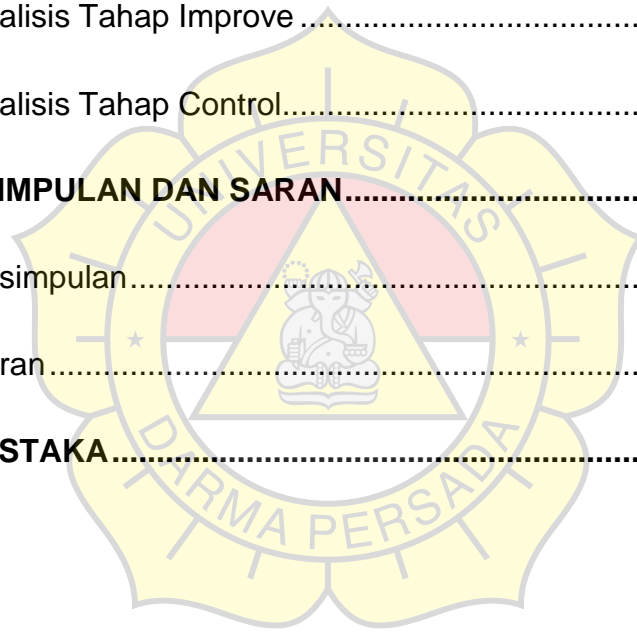 alisis Tahap Improve ....................................
alisis Tahap Control.....................................
IMPULAN DAN SARAN..................................
simpulan.....................................................
ran..............................................................
STAKA.........................................................
UNIVERSITAS
DARMA PERSADA